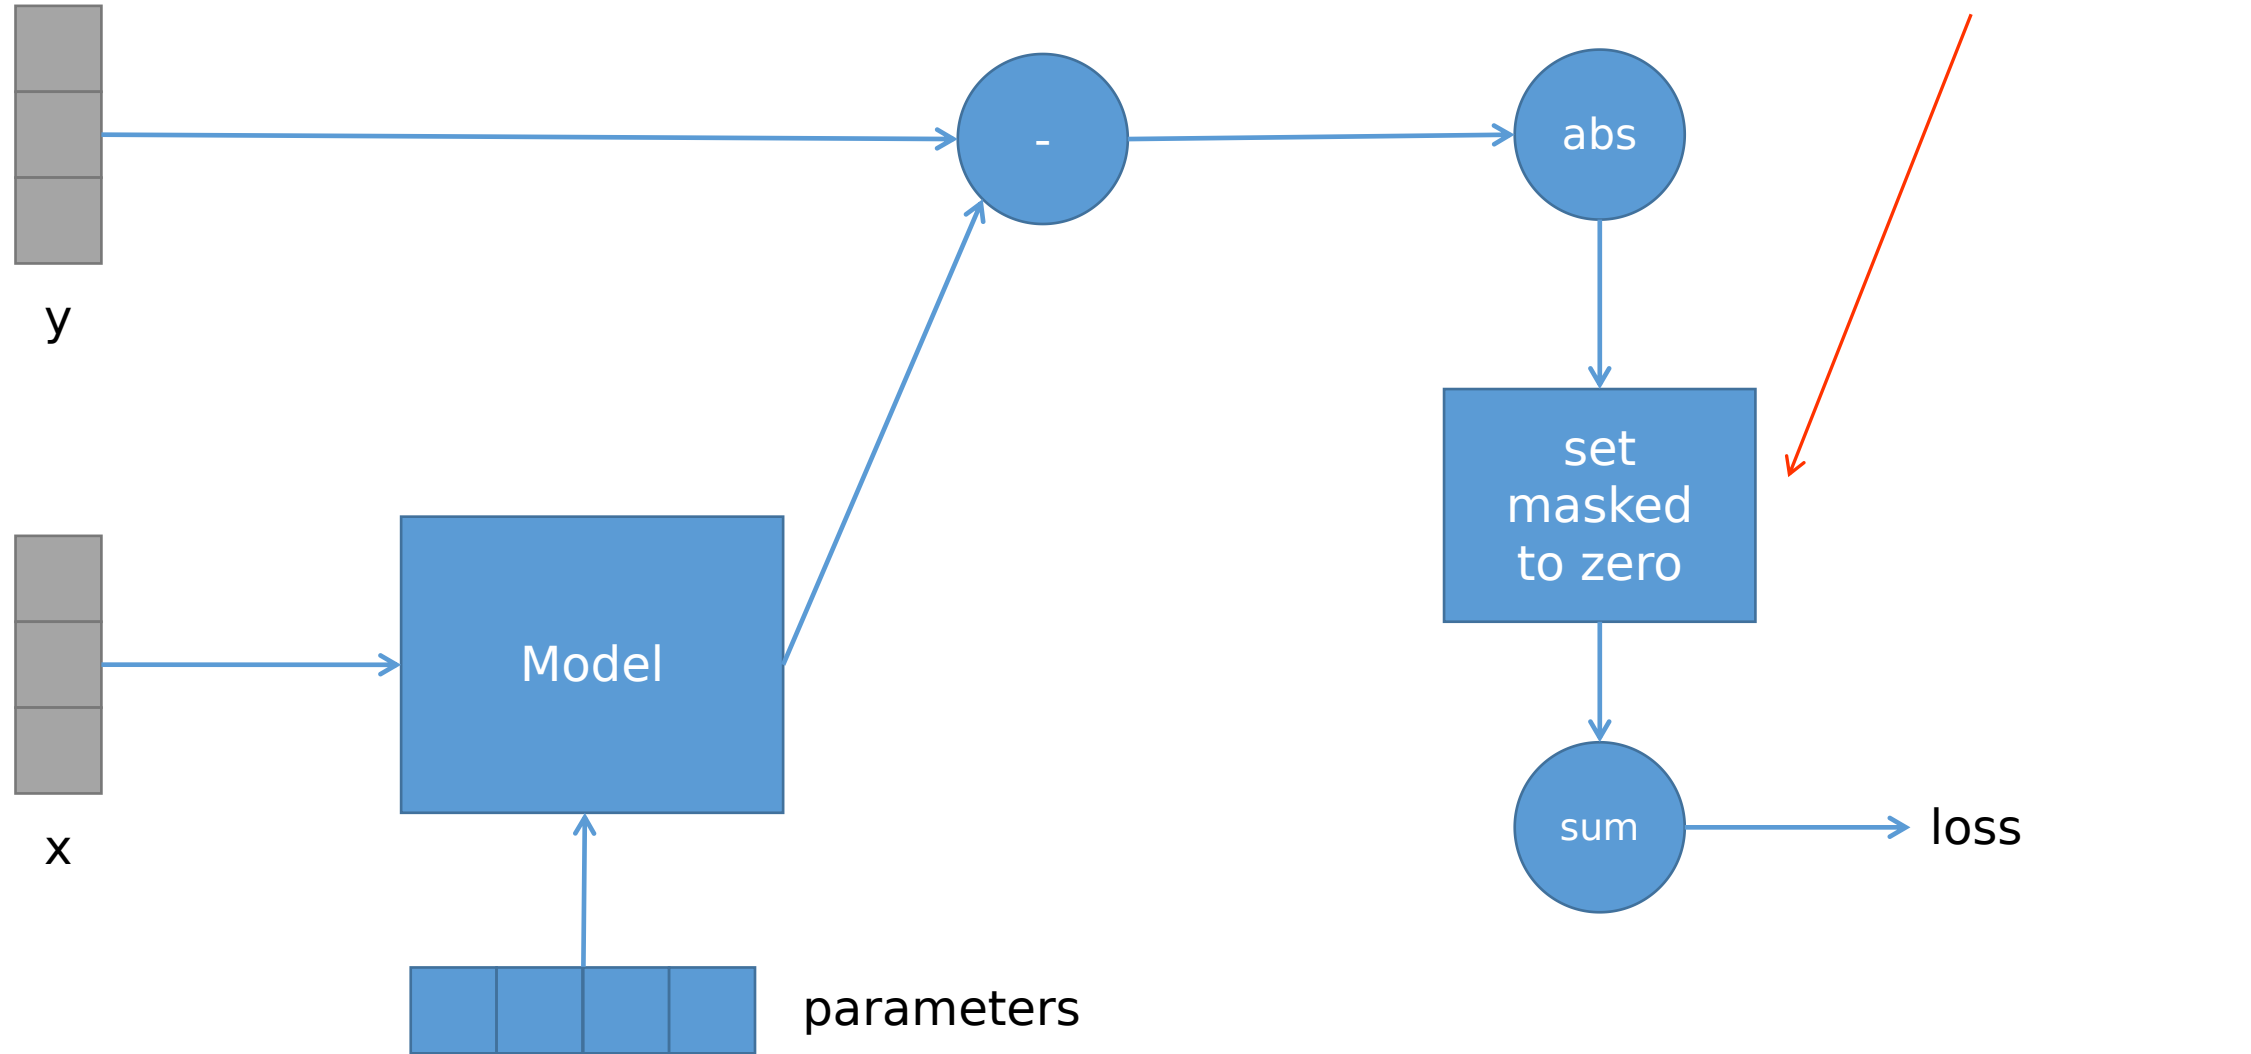 -
abs
y
set
masked
to zero
Model
sum
loss
x
parameters